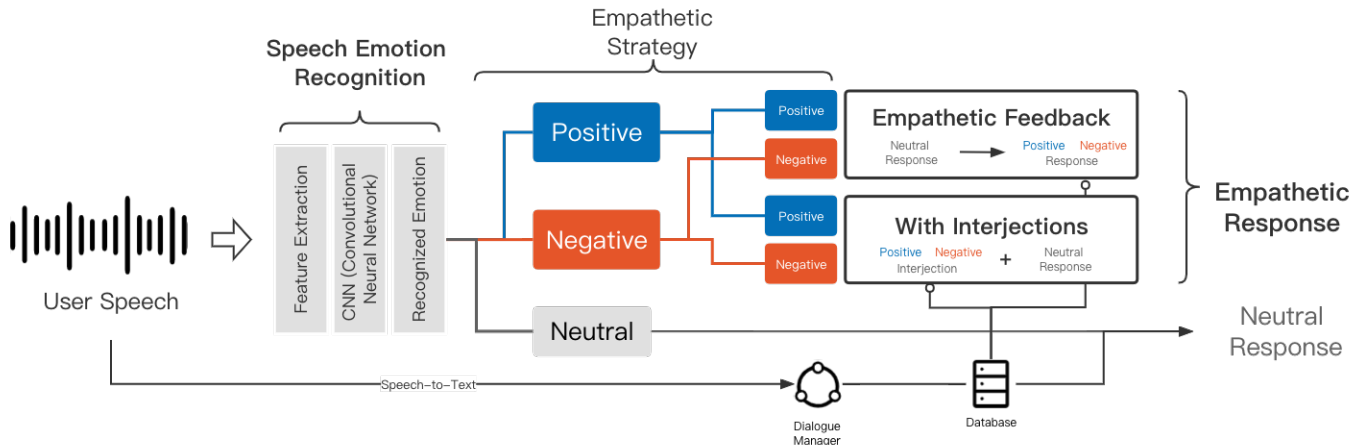 Empathetic
Strategy
Speech Emotion
Recognition
User Speech
Feature Extraction
CNN (Convolutional
Neural Network)
Recognized Emotion
Positive
Negative
Neutral
Positive
Negative
Positive
Negative
Empathetic Feedback
Neutral
Response
Positive Negative
Response
With Interjections
Positive Negative
Interjection
+
Neutral
Response
Empathetic
Response
Neutral
Response
Speech-to-Text
Dialogue
Manager
Database